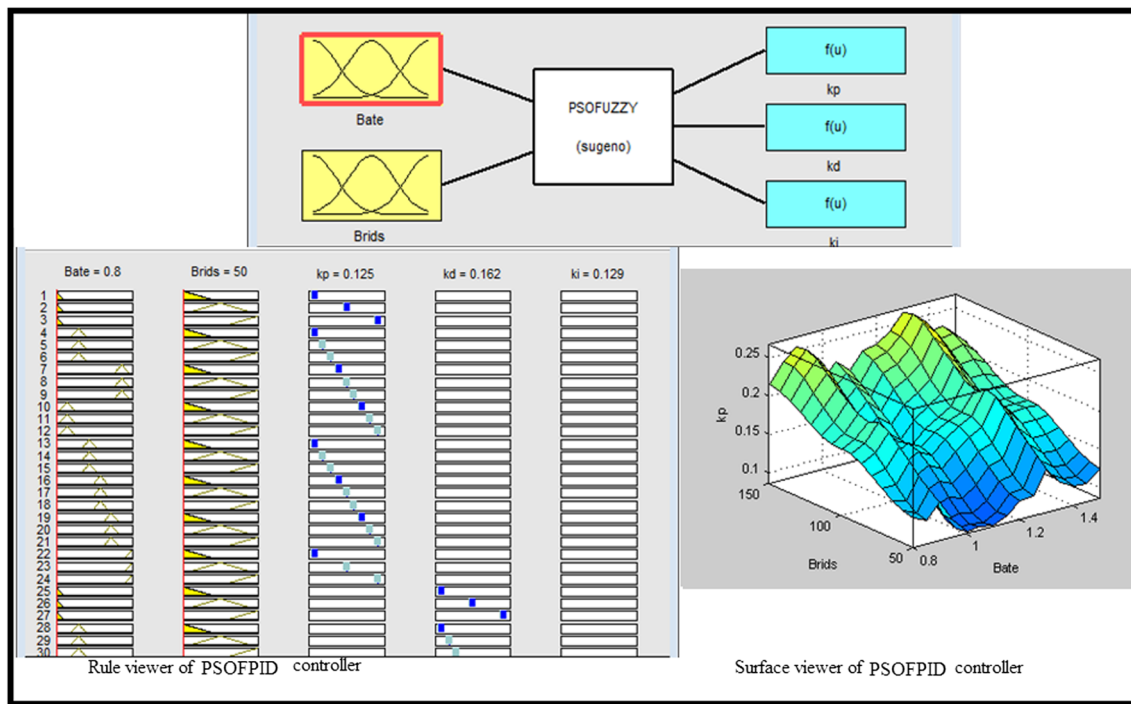 f(u)
kp
PSOFUZZY
Bate
f(u)
(sugeno)
kd
f(u)
Brids
ki
Bate = 0.8 Brids = 50 kp = 0.125 kd = 0.162 ki = 0.129
1
2
3
4
5
6
7
8
9
10
11
12
13
14
15
16
17
18
19
20
21
22
23
24
25
26
27
28
29
30
0.25
0.2
0.15
0.1
kp
150
100
50
Brids
0.8
1
1.2
1.4
Bate
Rule viewer of PSOFPID controller
Surface viewer of PSOFPID controller